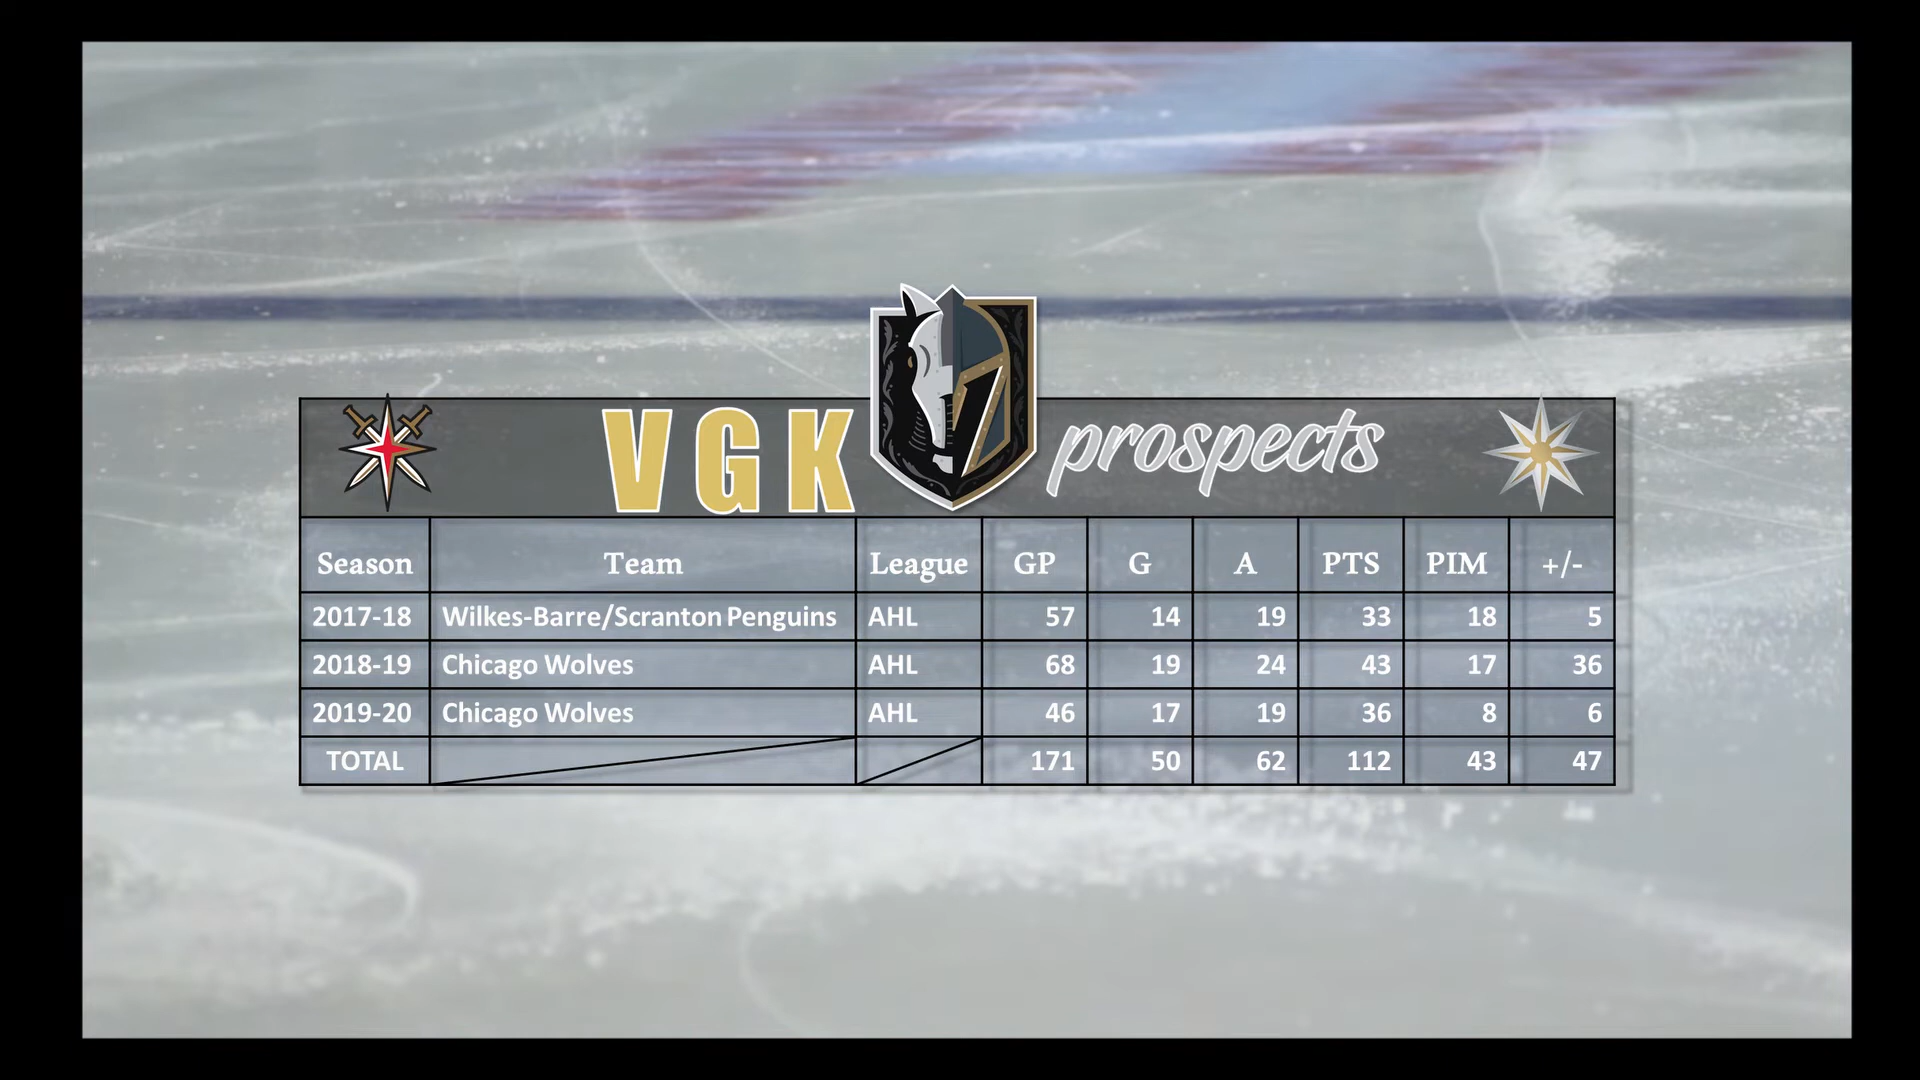 VGK prospects
Season Team League GP G A PTS PIM +/-
2017-18 Wilkes-Barre/Scranton Penguins AHL 57 14 19 33 18 5
2018-19 Chicago Wolves AHL 68 19 24 43 17 36
2019-20 Chicago Wolves AHL 46 17 19 36 8 6
TOTAL 171 50 62 112 43 47